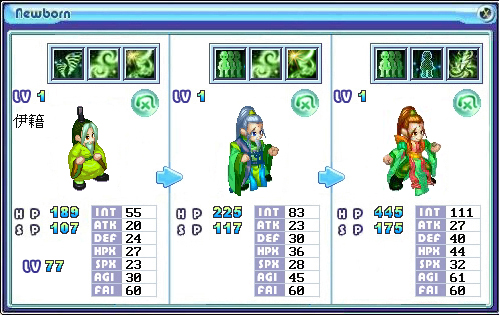 Newborn
LV 1
伊籍
HP 189
SP 107
LV 77
INT 55
ATK 20
DEF 24
HPX 27
SPX 23
AGI 30
FAI 60
LV 1
HP 225
SP 117
INT 83
ATK 23
DEF 30
HPX 36
SPX 28
AGI 45
FAI 60
LV 1
HP 445
SP 175
INT 111
ATK 27
DEF 40
HPX 44
SPX 32
AGI 61
FAI 60